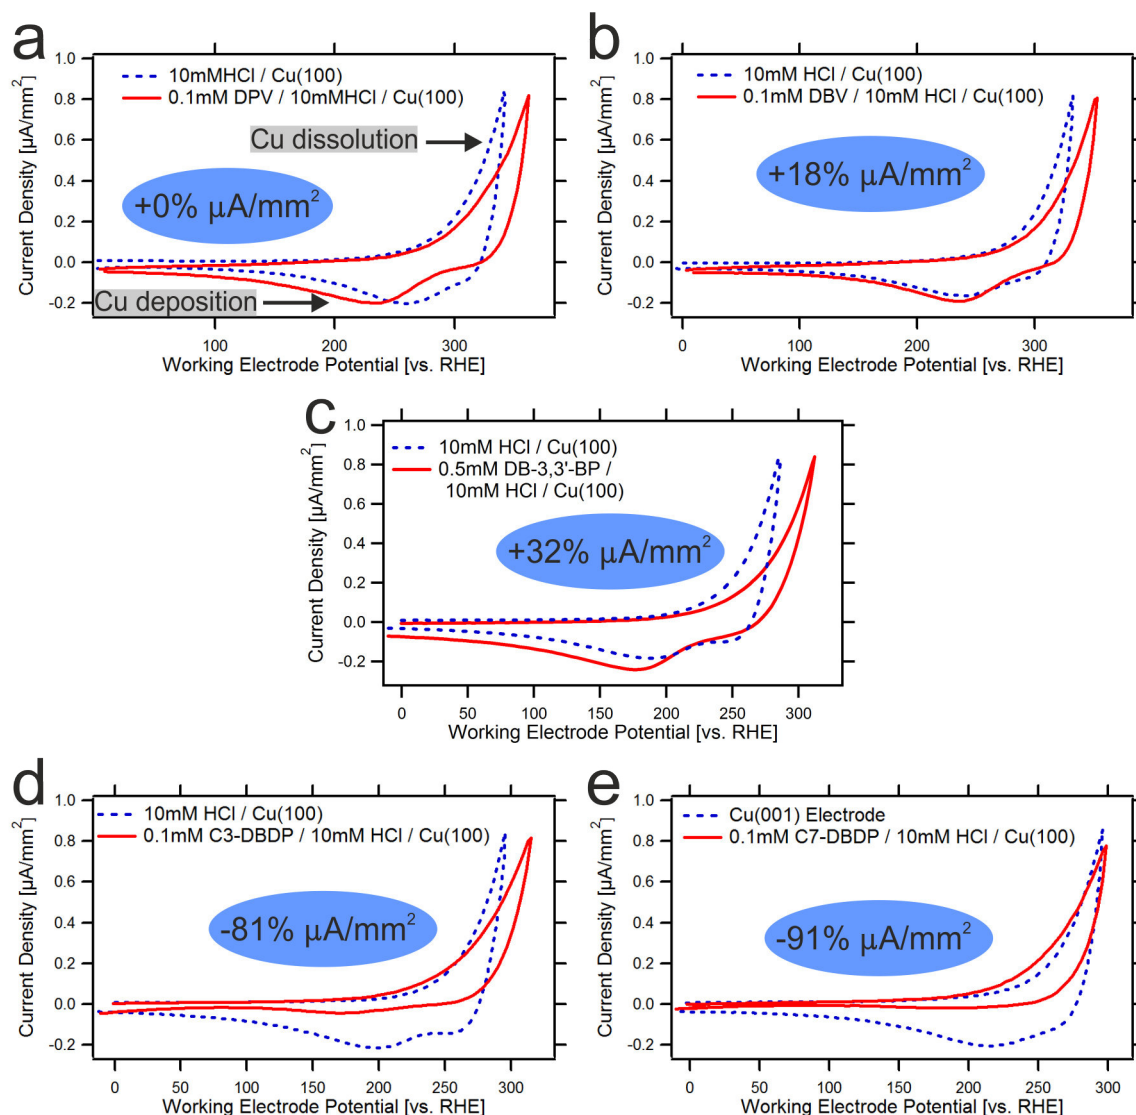 a
1.0
0.8
0.6
0.4
0.2
0.0
-0.2
Current Density [µA/mm²]
10mMHCl / Cu(100)
0.1mM DPV / 10mMHCl / Cu(100)
Cu dissolution
+0% µA/mm²
Cu deposition
100 200 300
Working Electrode Potential [vs. RHE]
b
1.0
0.8
0.6
0.4
0.2
0.0
-0.2
Current Density [µA/mm²]
10mM HCl / Cu(100)
0.1mM DBV / 10mM HCl / Cu(100)
+18% µA/mm²
0 100 200 300
Working Electrode Potential [vs. RHE]
c
1.0
0.8
0.6
0.4
0.2
0.0
-0.2
Current Density [µA/mm²]
10mM HCl / Cu(100)
0.5mM DB-3,3'-BP /
10mM HCl / Cu(100)
+32% µA/mm²
0 50 100 150 200 250 300
Working Electrode Potential [vs. RHE]
d
1.0
0.8
0.6
0.4
0.2
0.0
-0.2
Current Density [µA/mm²]
10mM HCl / Cu(100)
0.1mM C3-DBDP / 10mM HCl / Cu(100)
-81% µA/mm²
0 50 100 150 200 250 300
Working Electrode Potential [vs. RHE]
e
1.0
0.8
0.6
0.4
0.2
0.0
-0.2
Current Density [µA/mm²]
Cu(001) Electrode
0.1mM C7-DBDP / 10mM HCl / Cu(100)
-91% µA/mm²
0 50 100 150 200 250 300
Working Electrode Potential [vs. RHE]